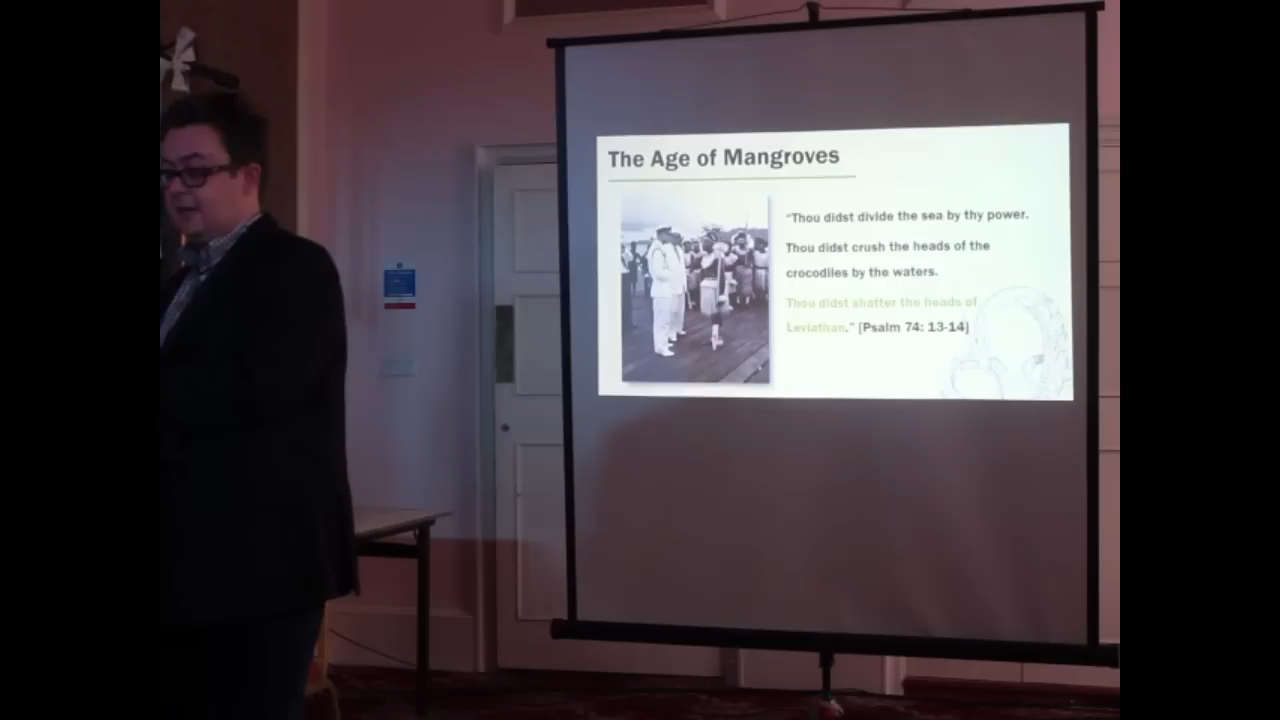 The Age of Mangroves
“Thou didst divide the sea by thy power.
Thou didst crush the heads of the
crocodiles by the waters.
Thou didst shatter the heads of
Leviathan.” [Psalm 74: 13-14]